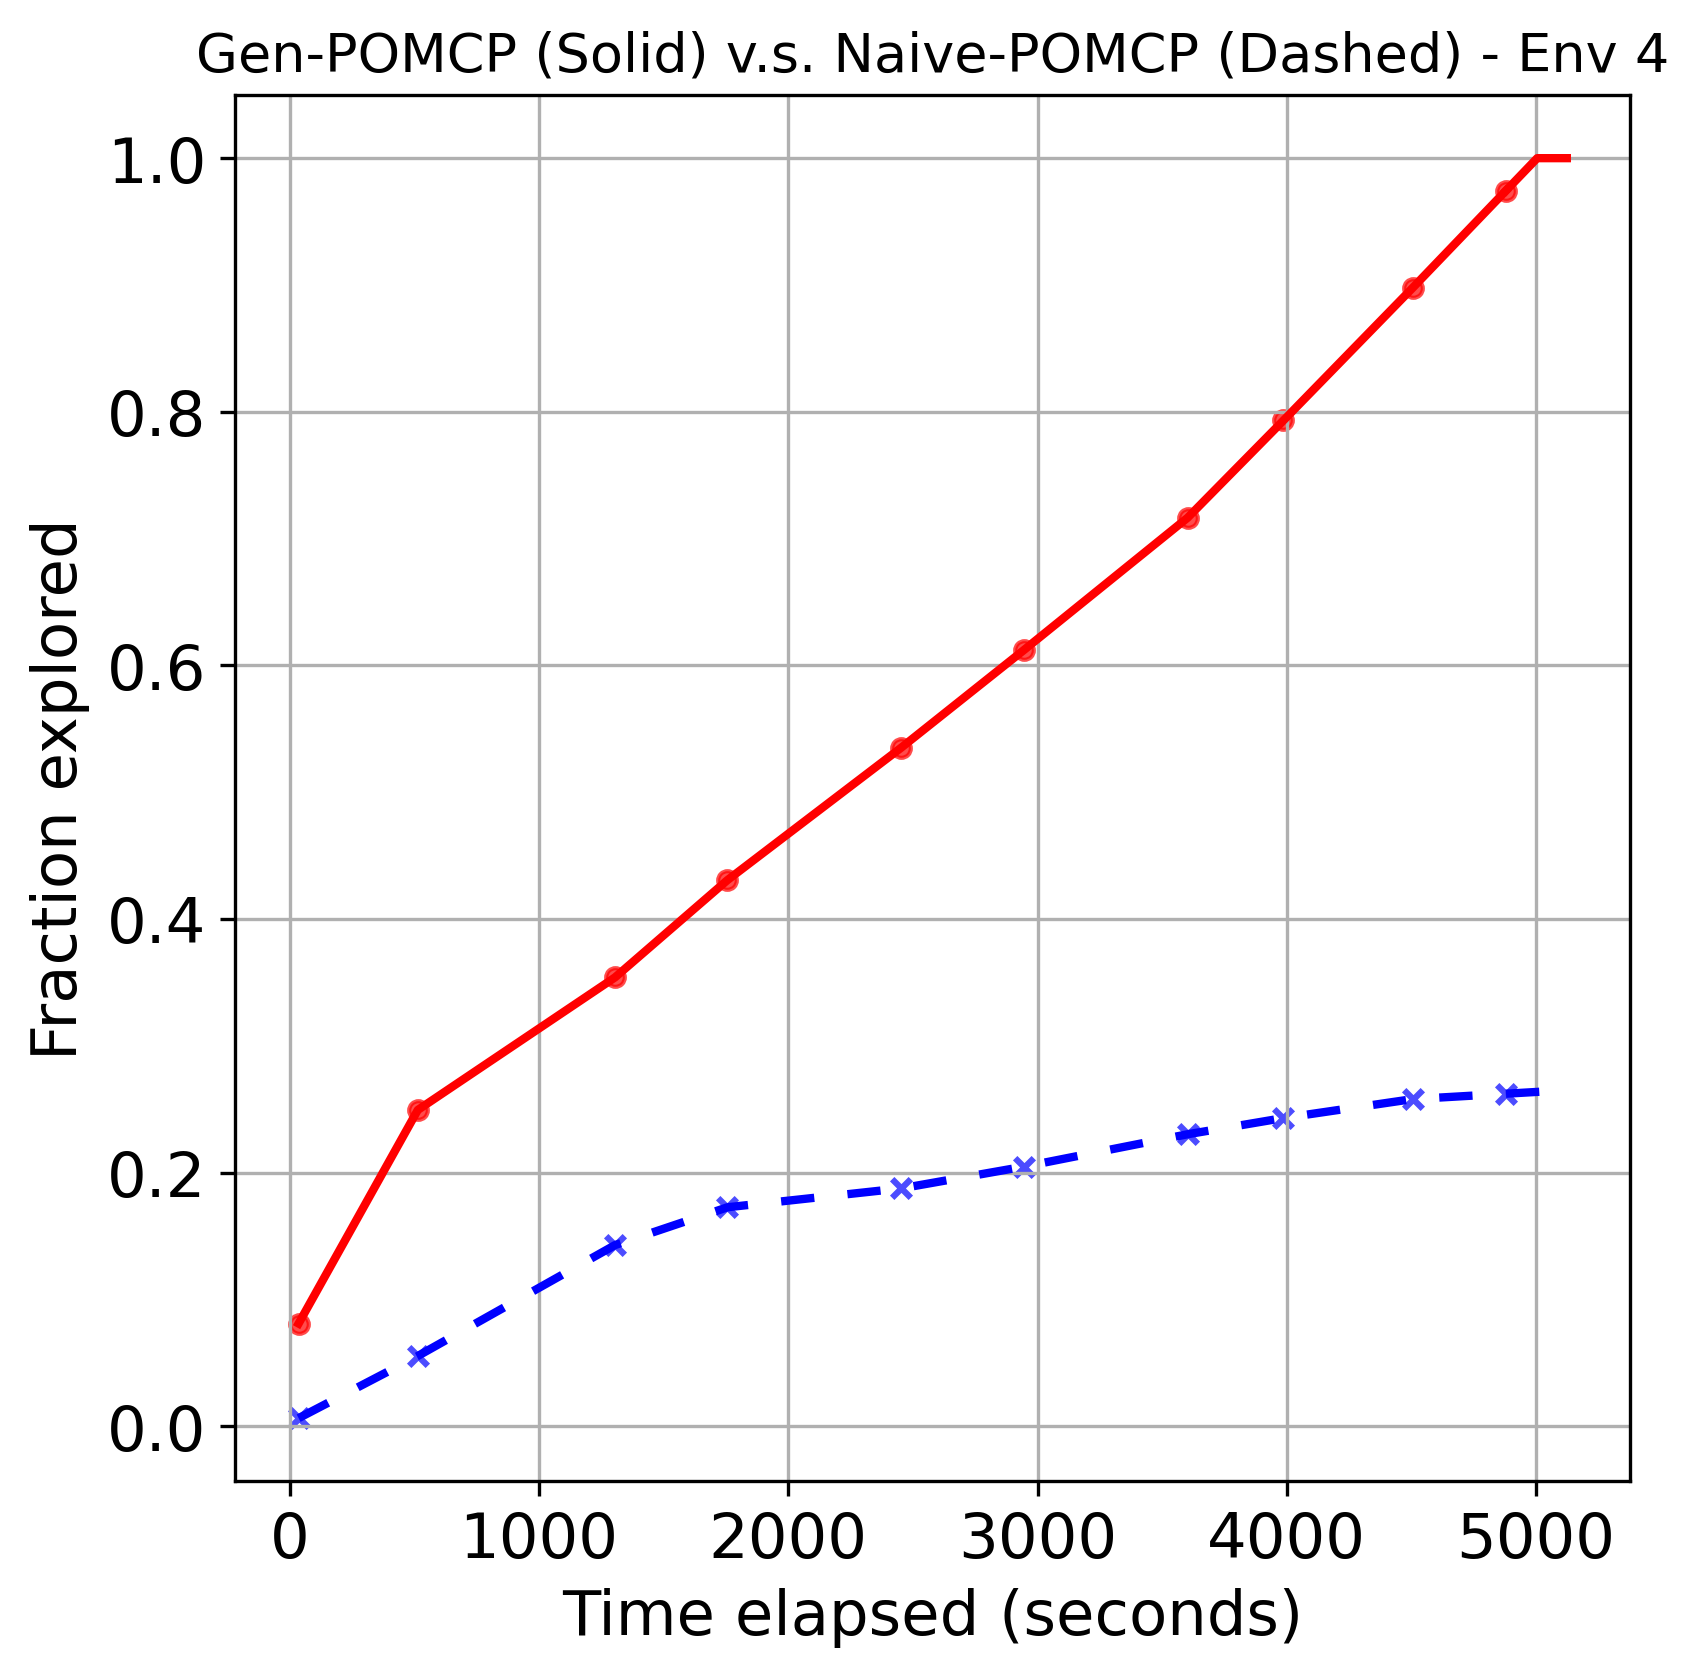 Gen-POMCP (Solid) v.s. Naive-POMCP (Dashed) - Env 4
1.0
0.8
0.6
0.4
0.2
0.0
Fraction explored
0 1000 2000 3000 4000 5000
Time elapsed (seconds)